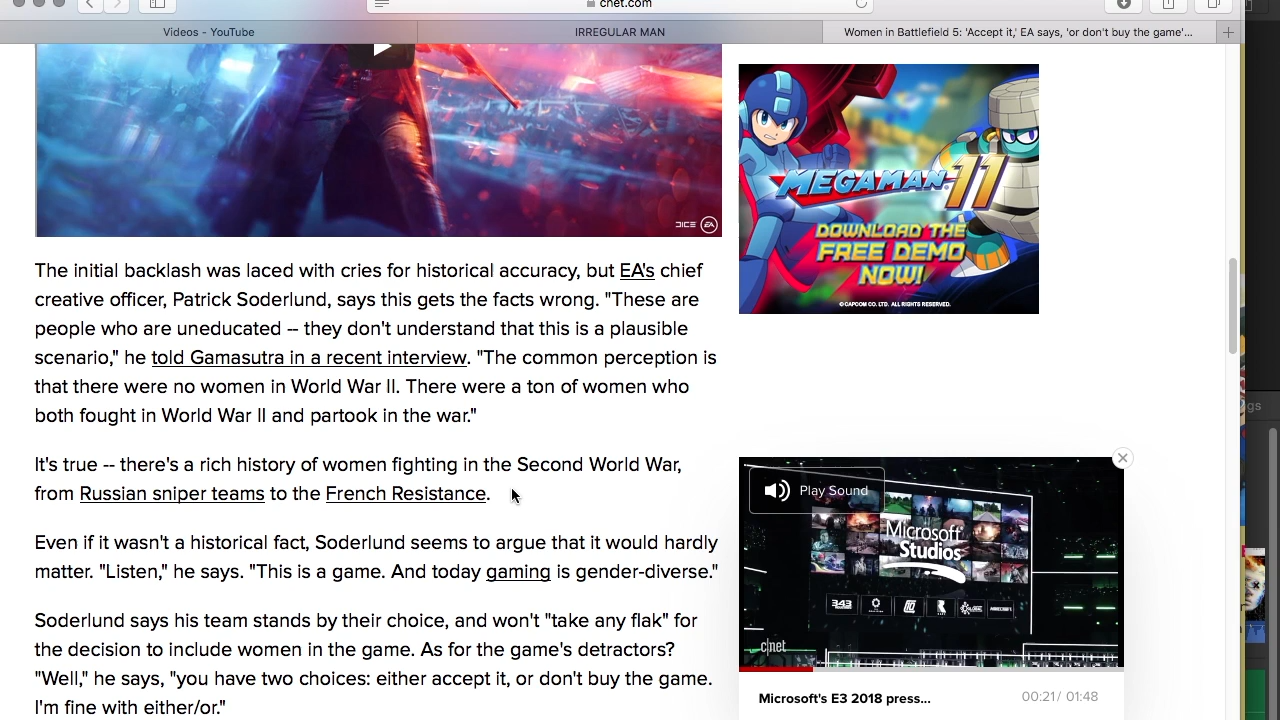 cnet.com
Videos - YouTube
IRREGULAR MAN
Women in Battlefield 5: 'Accept it,' EA says, 'or don't buy the game'...
DICE EA
MEGAMAN 11
DOWNLOAD THE
FREE DEMO
NOW!
©CAPCOM CO. LTD. ALL RIGHTS RESERVED.
The initial backlash was laced with cries for historical accuracy, but EA's chief
creative officer, Patrick Soderlund, says this gets the facts wrong. "These are
people who are uneducated -- they don't understand that this is a plausible
scenario," he told Gamasutra in a recent interview. "The common perception is
that there were no women in World War II. There were a ton of women who
both fought in World War II and partook in the war."
It's true -- there's a rich history of women fighting in the Second World War,
from Russian sniper teams to the French Resistance.
Even if it wasn't a historical fact, Soderlund seems to argue that it would hardly
matter. "Listen," he says. "This is a game. And today gaming is gender-diverse."
Soderlund says his team stands by their choice, and won't "take any flak" for
the decision to include women in the game. As for the game's detractors?
"Well," he says, "you have two choices: either accept it, or don't buy the game.
I'm fine with either/or."
Play Sound
Microsoft
Studios
343
c|net
Microsoft's E3 2018 press...
00:21/ 01:48
gs